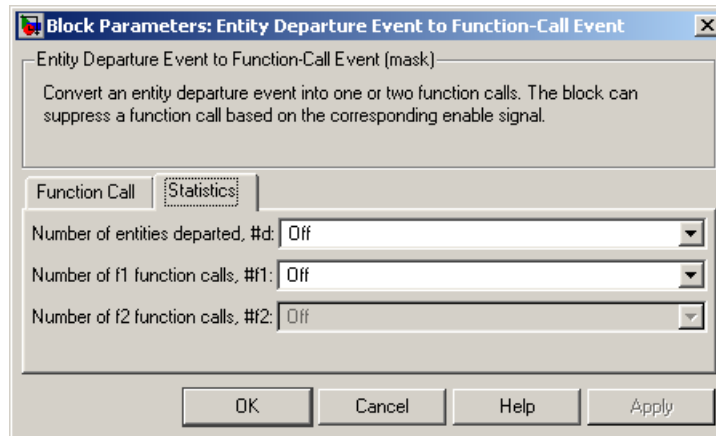 Block Parameters: Entity Departure Event to Function-Call Event
Entity Departure Event to Function-Call Event (mask)
Convert an entity departure event into one or two function calls. The block can
suppress a function call based on the corresponding enable signal.
Function Call Statistics
Number of entities departed, #d: Off
Number of f1 function calls, #f1: Off
Number of f2 function calls, #f2: Off
OK Cancel Help Apply